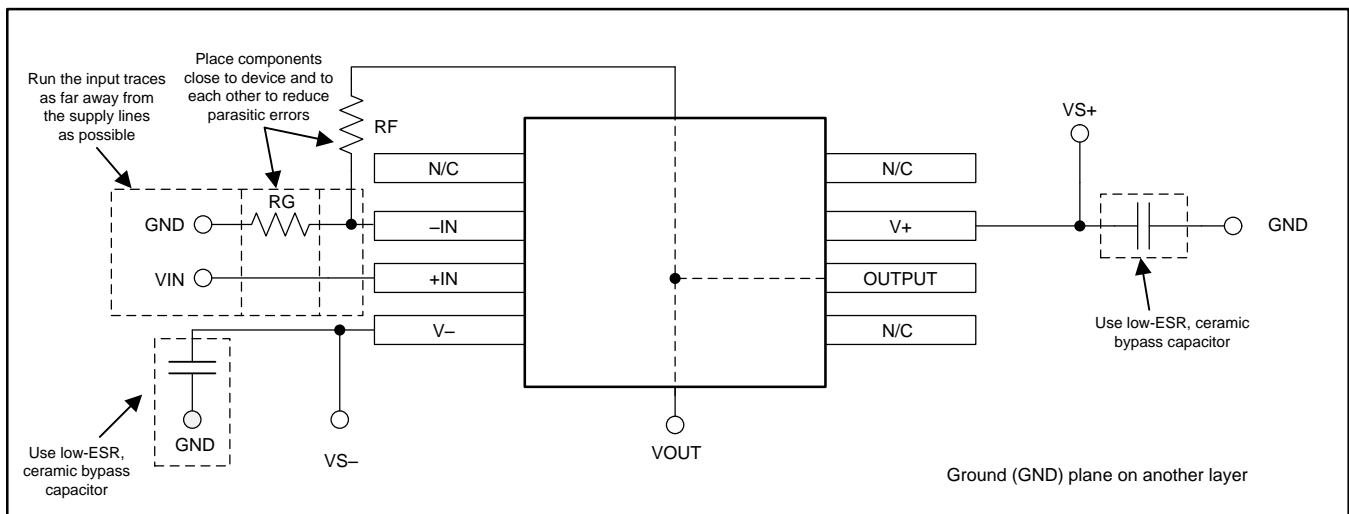 Place components
close to device and to
each other to reduce
parasitic errors
Run the input traces
as far away from
the supply lines
as possible
RF
VS+
N/C
N/C
RG
GND
–IN
V+
GND
VIN
+IN
OUTPUT
V–
N/C
Use low-ESR, ceramic
bypass capacitor
GND
Use low-ESR,
ceramic bypass
capacitor
VS–
VOUT
Ground (GND) plane on another layer